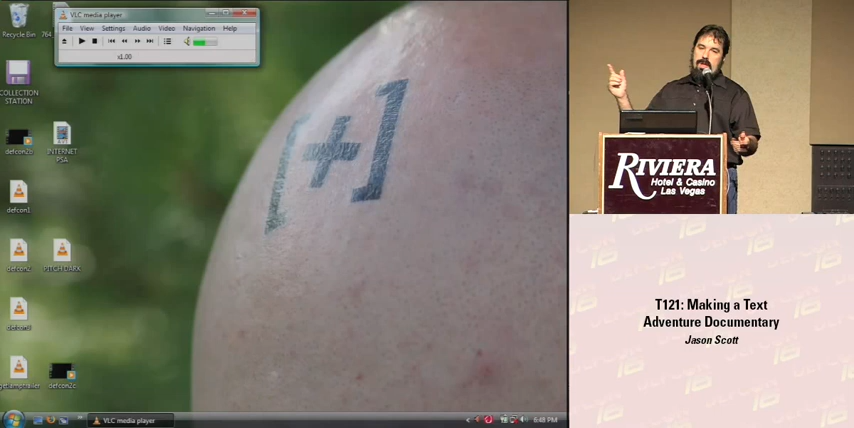 VLC media player
File View Settings Audio Video Navigation Help
x1.00
Recycle Bin
COLLECTION
STATION
defcon2b
INTERNET
PSA
defcon1
defcon2
PITCH DARK
defcon3
defcon2c
[+]
VLC media player
6:48 PM
RIVIERA
Hotel & Casino
Las Vegas
T121: Making a Text
Adventure Documentary
Jason Scott